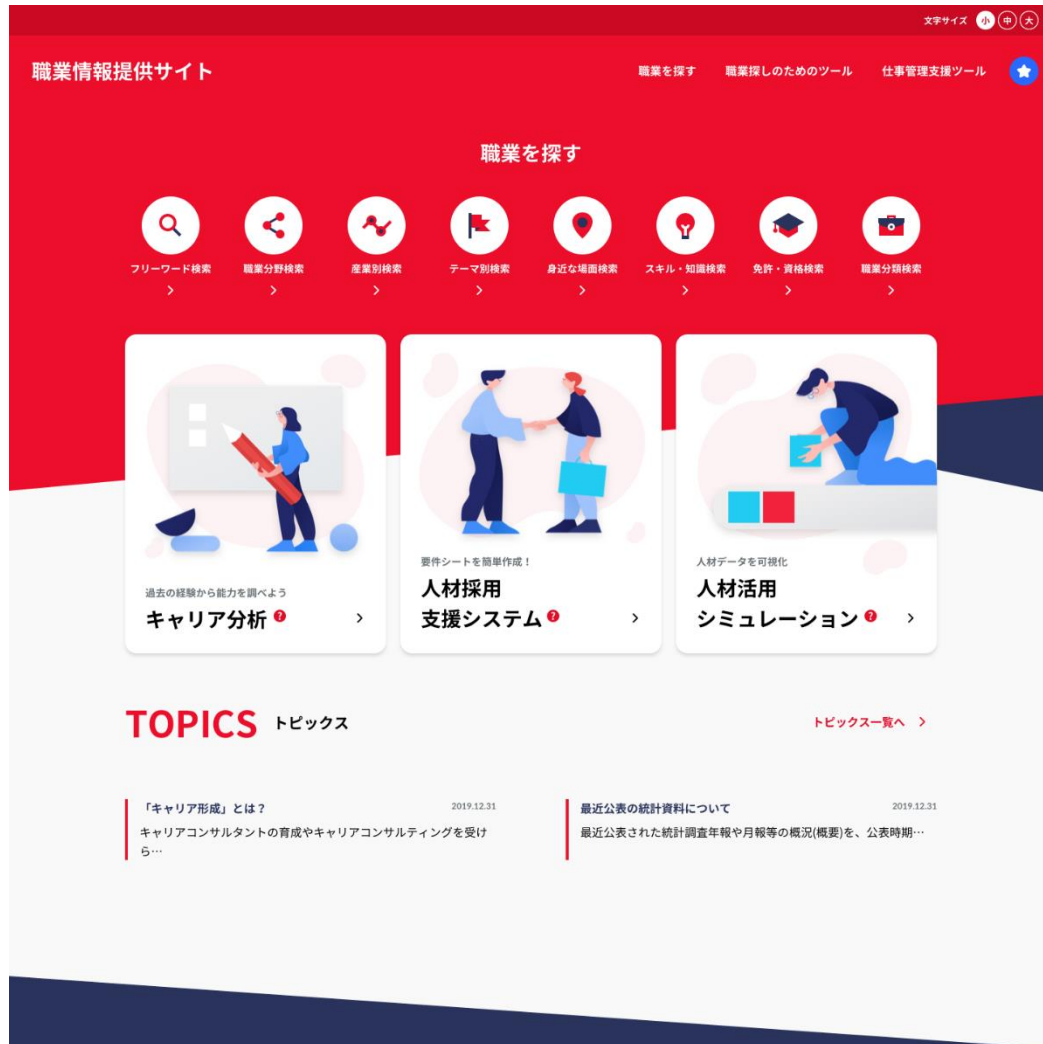 文字サイズ 小 中 大
職業情報提供サイト
職業を探す 職業探しのためのツール 仕事管理支援ツール
職業を探す
フリーワード検索 職業分野検索 産業別検索 テーマ別検索 身近な場面検索 スキル・知識検索 免許・資格検索 職業分類検索
過去の経験から能力を調べよう
キャリア分析 ?
要件シートを簡単作成!
人材採用
支援システム ?
人材データを可視化
人材活用
シミュレーション ?
TOPICS トピックス
トピックス一覧へ
「キャリア形成」とは? 2019.12.31
キャリアコンサルタントの育成やキャリアコンサルティングを受け
ら…
最近公表の統計資料について 2019.12.31
最近公表された統計調査年報や月報等の概況(概要)を、公表時期…